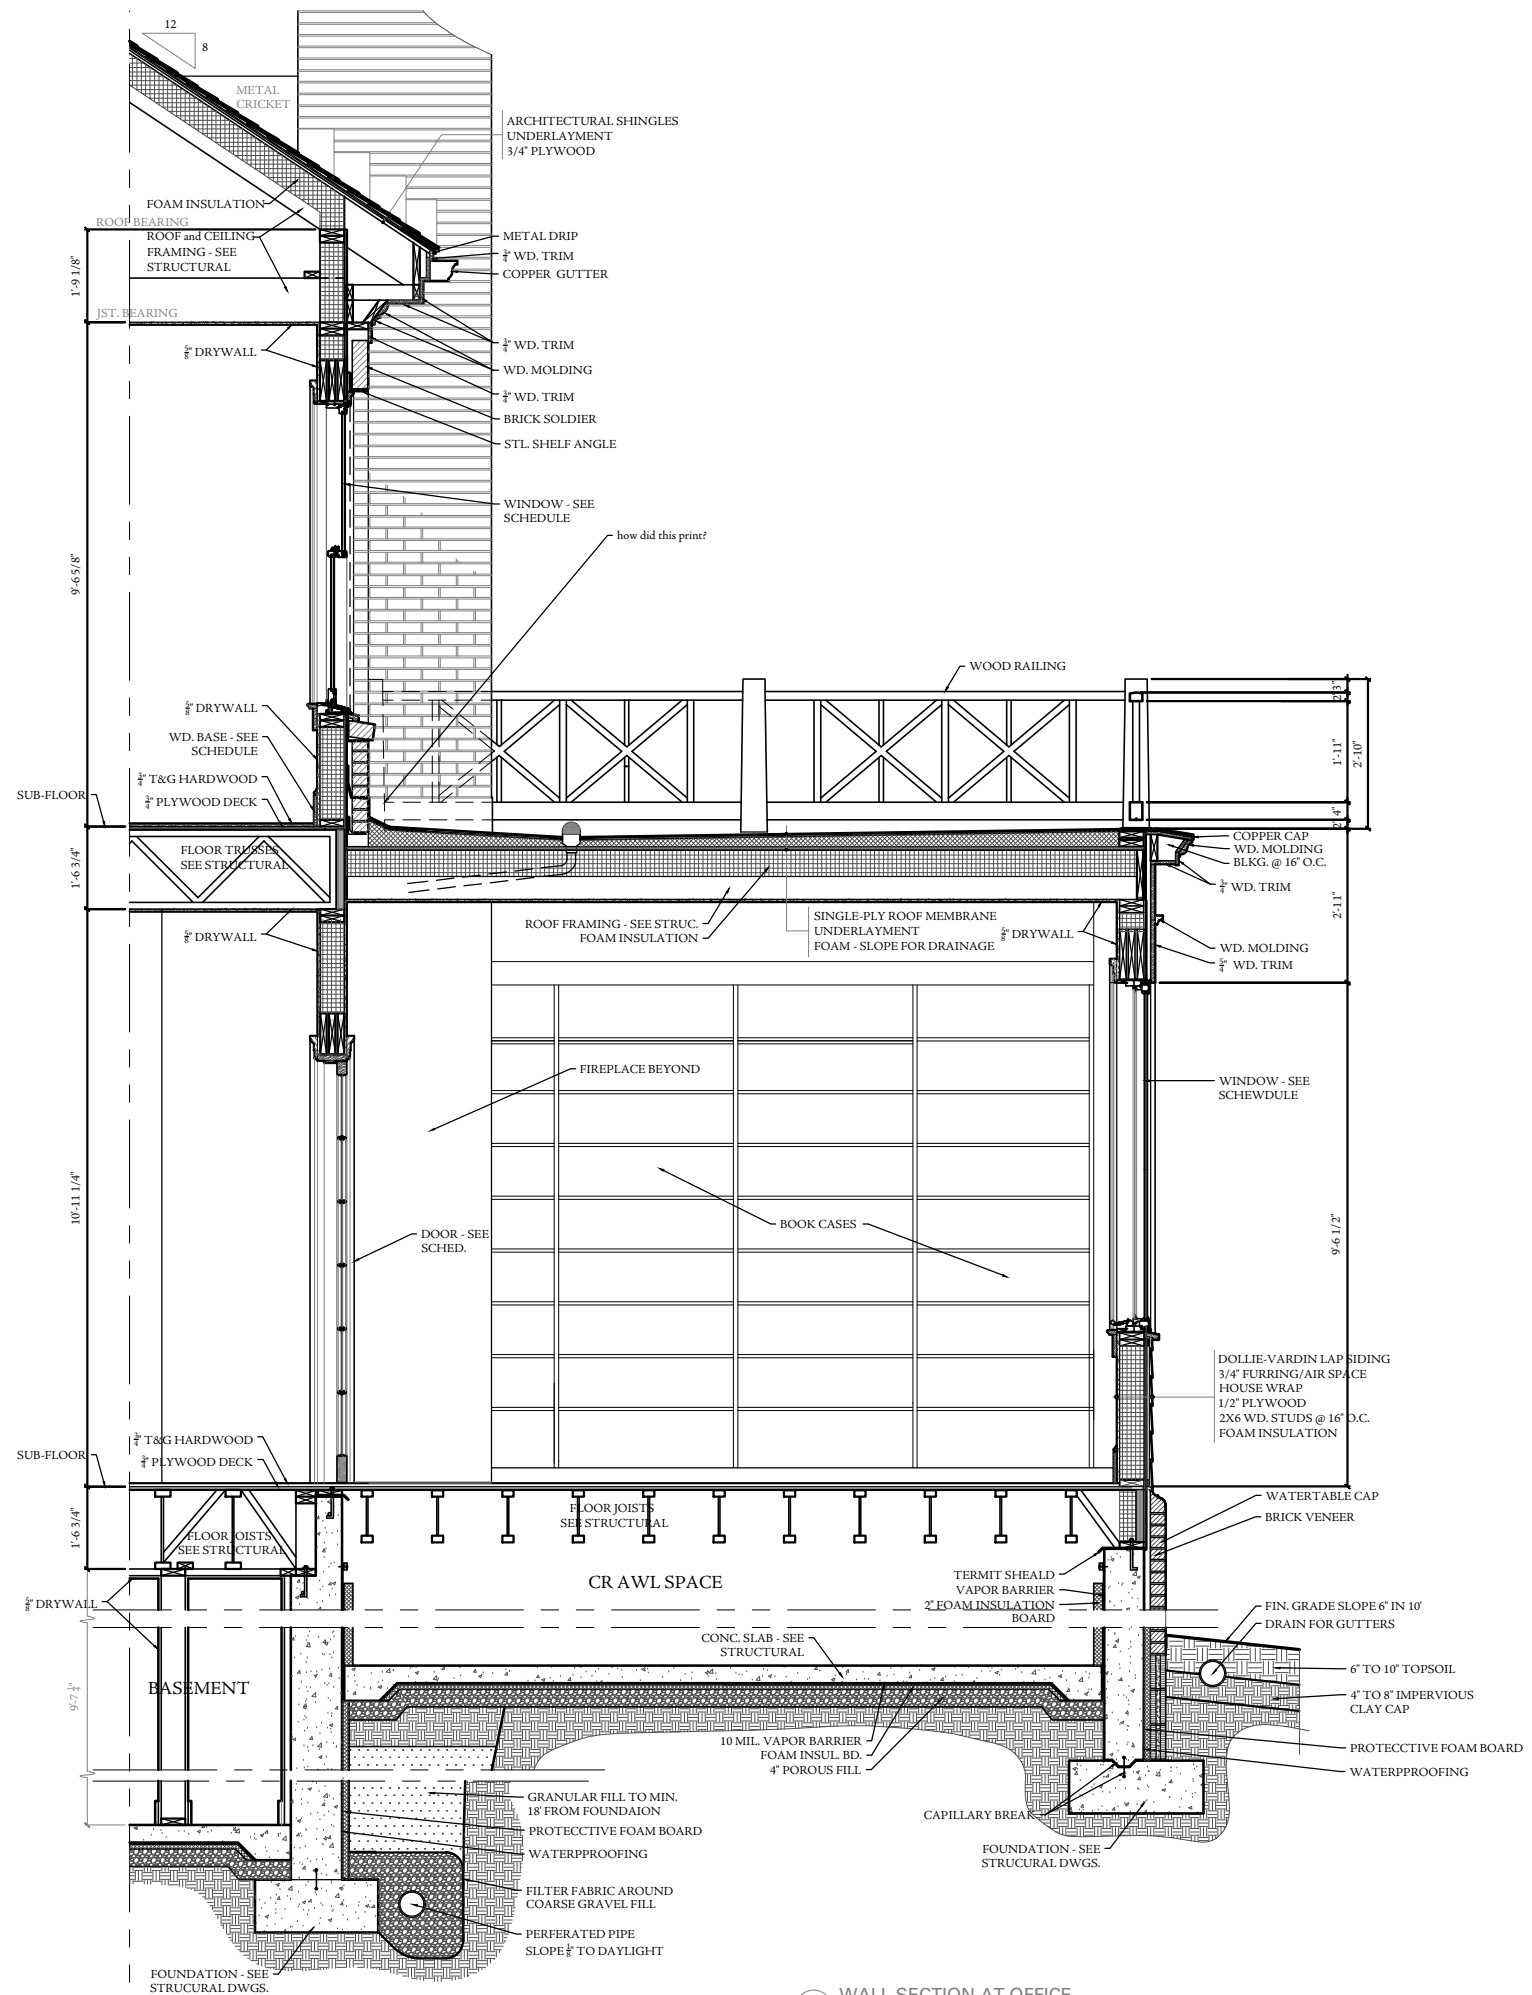 12
8
METAL
CRICKET
ARCHITECTURAL SHINGLES
UNDERLAYMENT
3/4" PLYWOOD
FOAM INSULATION
ROOF BEARING
ROOF and CEILING
FRAMING - SEE
STRUCTURAL
METAL DRIP
3/4" WD. TRIM
COPPER GUTTER
1'-9 1/8"
JST. BEARING
5/8" DRYWALL
3/4" WD. TRIM
WD. MOLDING
3/4" WD. TRIM
BRICK SOLDIER
STL. SHELF ANGLE
WINDOW - SEE
SCHEDULE
how did this print?
9'-6 5/8"
WOOD RAILING
5/8" DRYWALL
WD. BASE - SEE
SCHEDULE
3/4" T&G HARDWOOD
SUB-FLOOR
3/4" PLYWOOD DECK
2"
3"
1'-11"
2'-10"
2"
4"
FLOOR TRUSSES
SEE STRUCTURAL
1'-6 3/4"
COPPER CAP
WD. MOLDING
BLKG. @ 16" O.C.
3/4" WD. TRIM
2'-11"
5/8" DRYWALL
ROOF FRAMING - SEE STRUC.
FOAM INSULATION
SINGLE-PLY ROOF MEMBRANE
UNDERLAYMENT
FOAM - SLOPE FOR DRAINAGE
5/8" DRYWALL
WD. MOLDING
5/4" WD. TRIM
FIREPLACE BEYOND
WINDOW - SEE
SCHEWDULE
10'-11 1/4"
BOOK CASES
DOOR - SEE
SCHED.
9'-6 1/2"
DOLLIE-VARDIN LAP SIDING
3/4" FURRING/AIR SPACE
HOUSE WRAP
1/2" PLYWOOD
2X6 WD. STUDS @ 16" O.C.
FOAM INSULATION
3/4" T&G HARDWOOD
SUB-FLOOR
3/4" PLYWOOD DECK
WATERTABLE CAP
BRICK VENEER
FLOOR JOISTS
SEE STRUCTURAL
1'-6 3/4"
FLOOR JOISTS
SEE STRUCTURAL
CRAWL SPACE
TERMIT SHEALD
VAPOR BARRIER
2" FOAM INSULATION
BOARD
5/8" DRYWALL
FIN. GRADE SLOPE 6" IN 10'
DRAIN FOR GUTTERS
CONC. SLAB - SEE
STRUCTURAL
6" TO 10" TOPSOIL
BASEMENT
4" TO 8" IMPERVIOUS
CLAY CAP
10 MIL. VAPOR BARRIER
FOAM INSUL. BD.
4" POROUS FILL
PROTECCTIVE FOAM BOARD
WATERPPROOFING
GRANULAR FILL TO MIN.
18' FROM FOUNDAION
PROTECCTIVE FOAM BOARD
WATERPPROOFING
CAPILLARY BREAK
FOUNDATION - SEE
STRUCURAL DWGS.
FILTER FABRIC AROUND
COARSE GRAVEL FILL
PERFERATED PIPE
SLOPE 1/8" TO DAYLIGHT
FOUNDATION - SEE
STRUCURAL DWGS.
WALL SECTION AT OFFICE